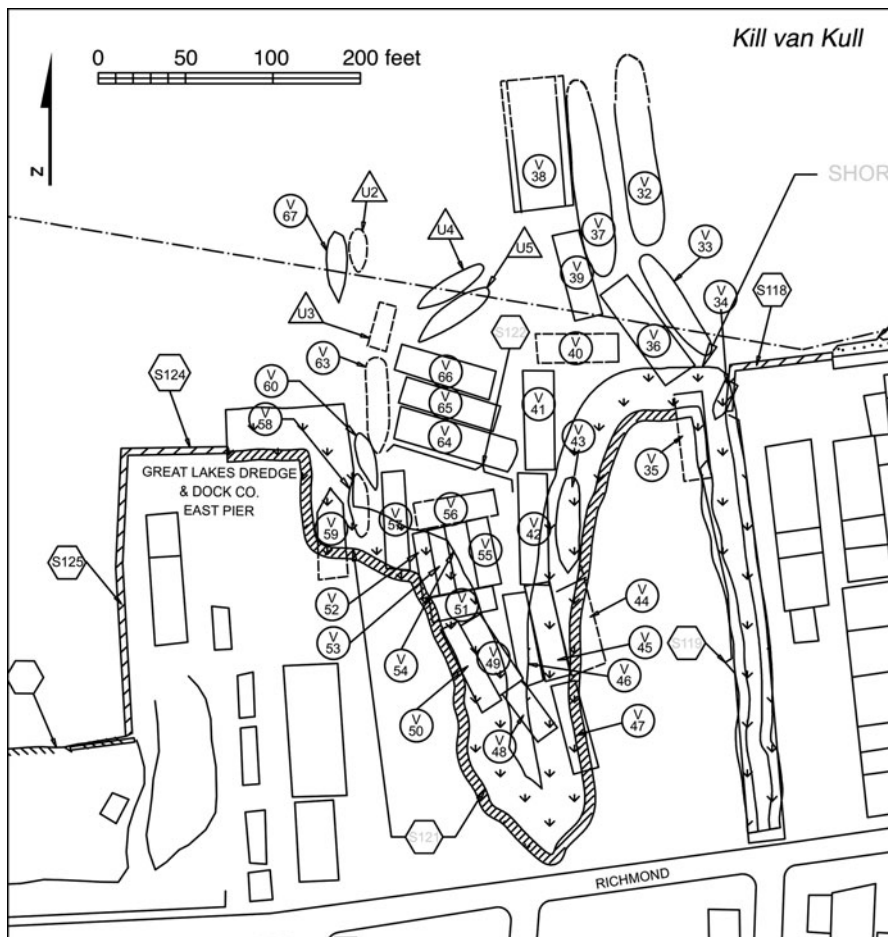 Kill van Kull
0 50 100 200 feet
N
V 38
V 32
SHOR
V 67
U2
U4
V 37
U5
V 33
V 39
V 34
S118
U3
S122
V 63
V 40
V 36
V 66
S124
V 60
V 65
V 41
V 58
V 64
V 43
V 35
GREAT LAKES DREDGE
& DOCK CO.
EAST PIER
V 56
V 57
V 59
V 42
V 55
S125
V 52
V 51
V 44
V 53
V 45
S119
V 54
V 49
V 46
V 50
V 48
V 47
S121
RICHMOND